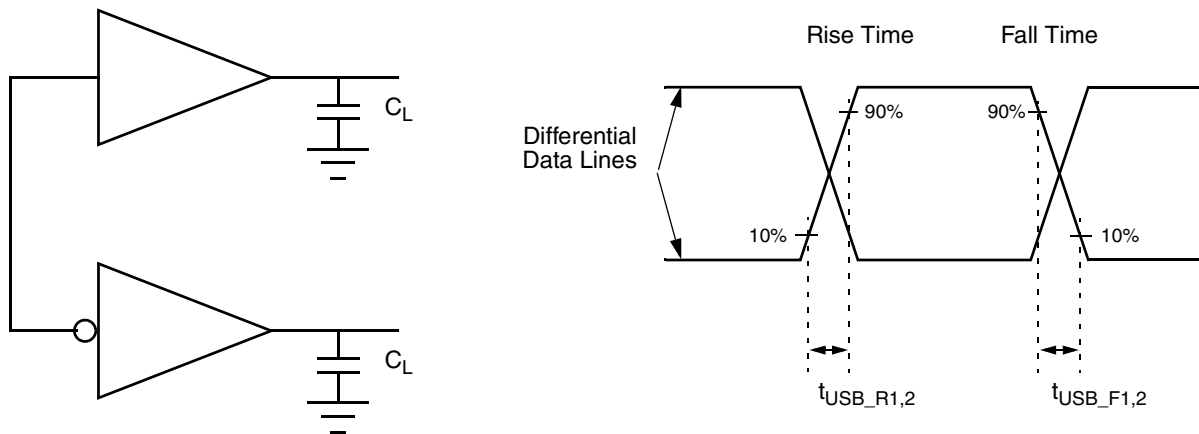 C_L
C_L
Rise Time
Fall Time
Differential
Data Lines
90%
90%
10%
10%
t_USB_R1,2
t_USB_F1,2